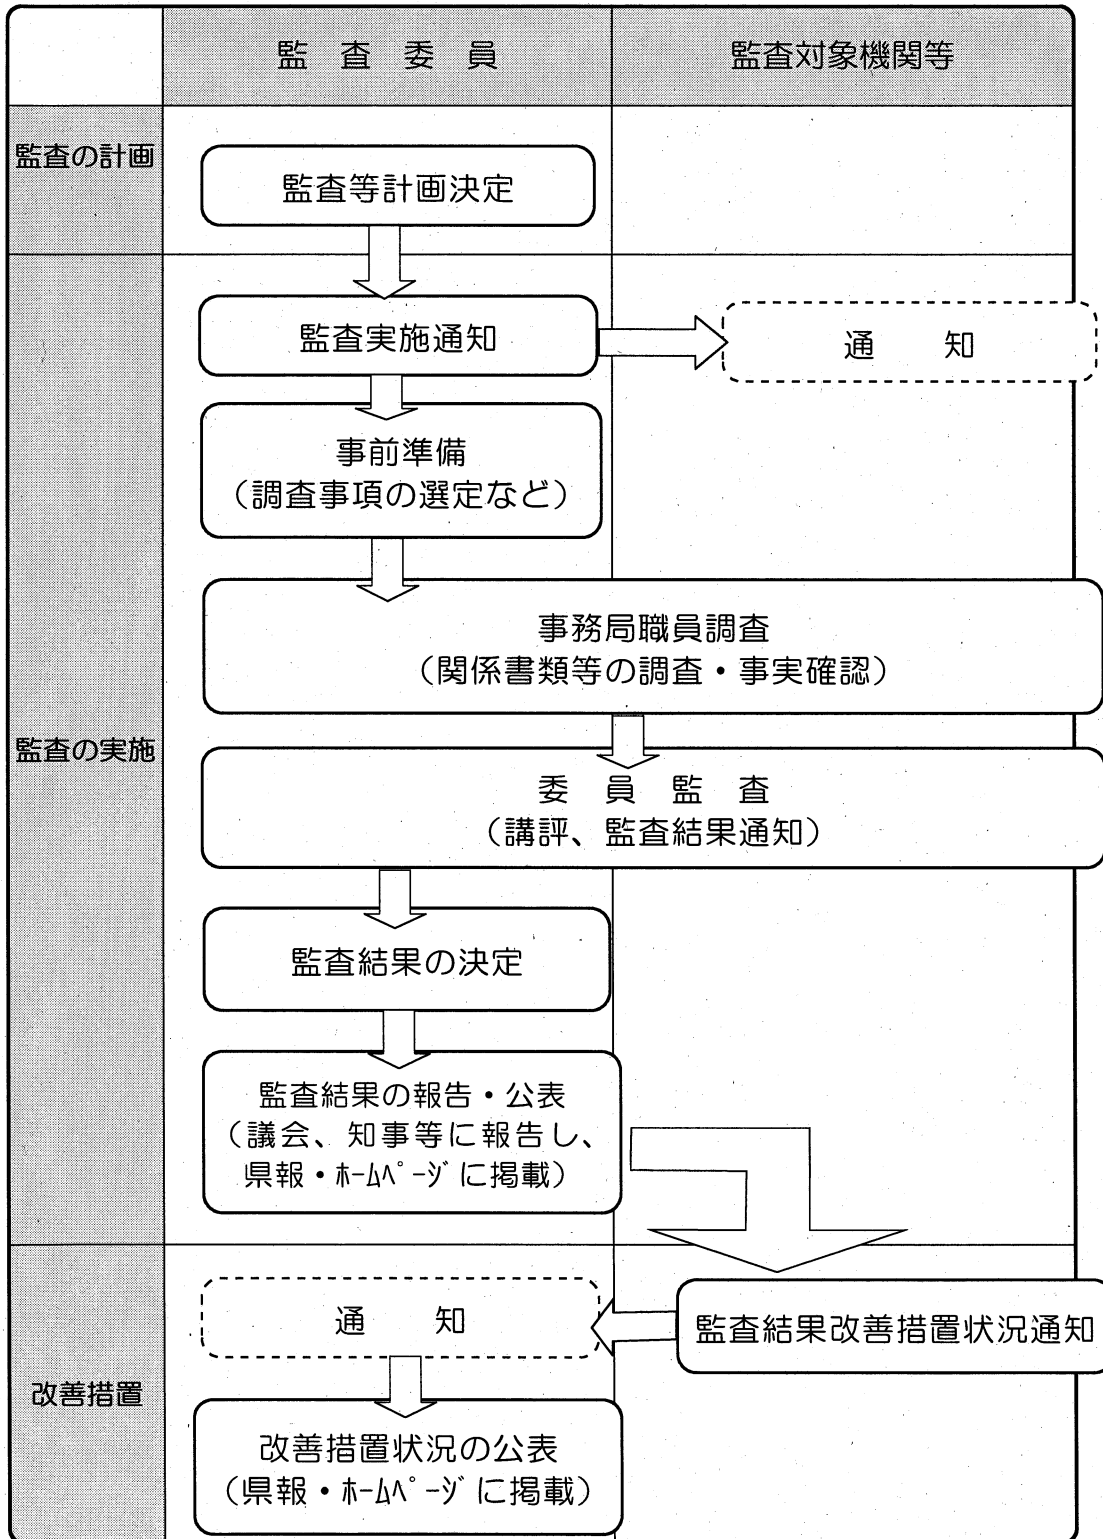 監 査 委 員
監査対象機関等
監査の計画
監査等計画決定
監査実施通知
通 知
事前準備
（調査事項の選定など）
事務局職員調査
（関係書類等の調査・事実確認）
監査の実施
委 員 監 査
（講評、監査結果通知）
監査結果の決定
監査結果の報告・公表
（議会、知事等に報告し、
県報・ﾎｰﾑﾍﾟｰｼﾞに掲載）
通 知
監査結果改善措置状況通知
改善措置
改善措置状況の公表
（県報・ﾎｰﾑﾍﾟｰｼﾞに掲載）